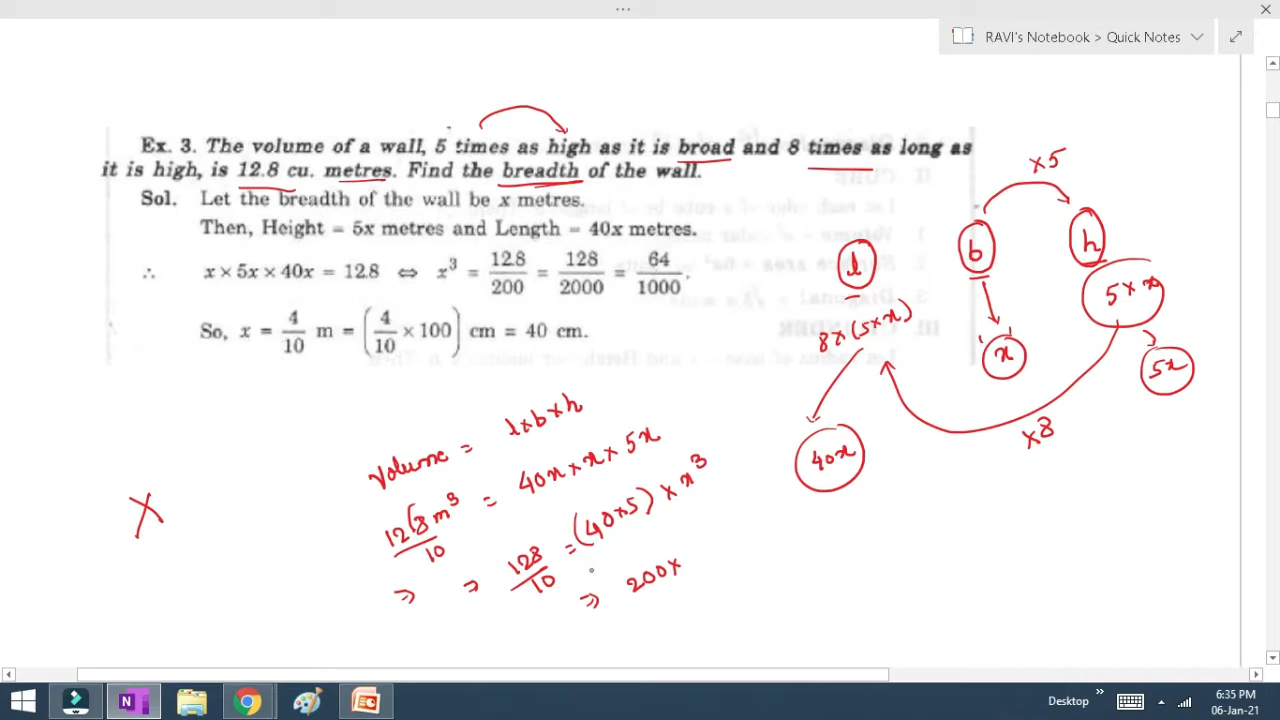 RAVI's Notebook > Quick Notes
Ex. 3. The volume of a wall, 5 times as high as it is broad and 8 times as long as
it is high, is 12.8 cu. metres. Find the breadth of the wall.
Sol. Let the breadth of the wall be x metres.
Then, Height = 5x metres and Length = 40x metres.
∴ x × 5x × 40x = 12.8 ⇔ x³ = 12.8/200 = 128/2000 = 64/1000.
So, x = 4/10 m = (4/10 × 100) cm = 40 cm.
×5
l b h
8×(5×x) x 5×x
5x
40x ×8
Volume = l×b×h
128/10 m³ = 40x × x × 5x
⇒ ⇒ 128/10 = (40×5) × x³
⇒ 200×
X
Desktop
6:35 PM
06-Jan-21